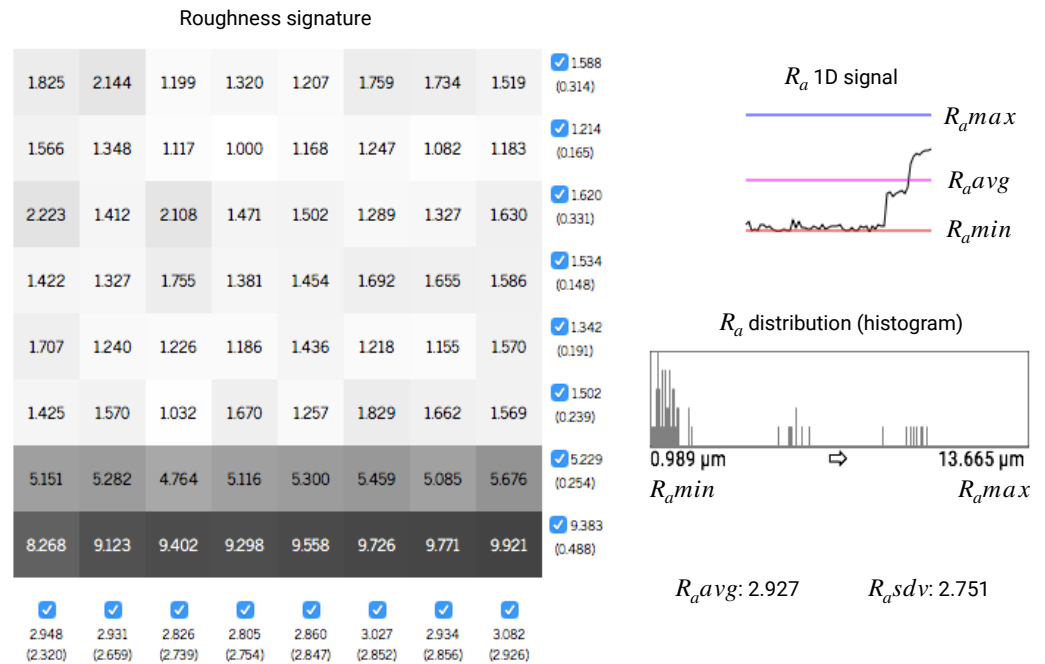 Roughness signature
1.825 2.144 1.199 1.320 1.207 1.759 1.734 1.519
1.588
(0.314)
1.566 1.348 1.117 1.000 1.168 1.247 1.082 1.183
1.214
(0.165)
2.223 1.412 2.108 1.471 1.502 1.289 1.327 1.630
1.620
(0.331)
1.422 1.327 1.755 1.381 1.454 1.692 1.655 1.586
1.534
(0.148)
1.707 1.240 1.226 1.186 1.436 1.218 1.155 1.570
1.342
(0.191)
1.425 1.570 1.032 1.670 1.257 1.829 1.662 1.569
1.502
(0.239)
5.151 5.282 4.764 5.116 5.300 5.459 5.085 5.676
5.229
(0.254)
8.268 9.123 9.402 9.298 9.558 9.726 9.771 9.921
9.383
(0.488)
2.948 2.931 2.826 2.805 2.860 3.027 2.934 3.082
(2.320) (2.659) (2.739) (2.754) (2.847) (2.852) (2.856) (2.926)
Rₐ 1D signal
Rₐmax
Rₐavg
Rₐmin
Rₐ distribution (histogram)
0.989 µm ⇨ 13.665 µm
Rₐmin Rₐmax
Rₐavg: 2.927 Rₐsdv: 2.751